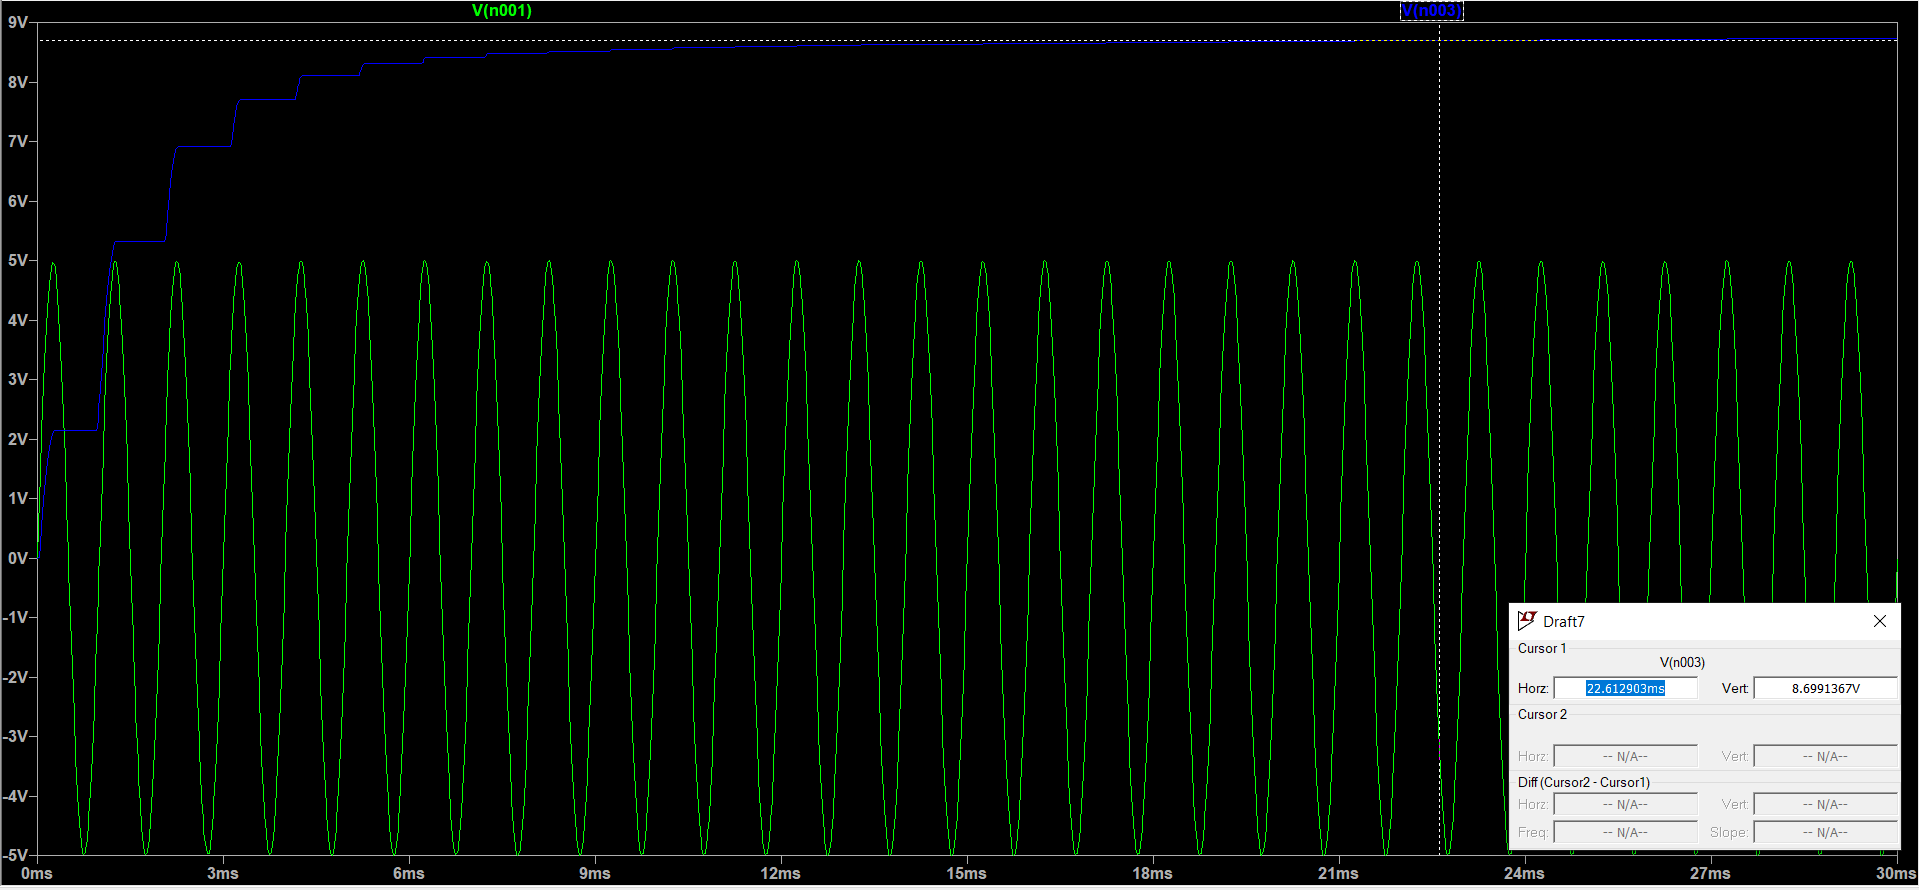 V(n001) V(n003)
9V
8V
7V
6V
5V
4V
3V
2V
1V
0V
-1V
-2V
-3V
-4V
-5V
0ms 3ms 6ms 9ms 12ms 15ms 18ms 21ms 24ms 27ms 30ms
Draft7
Cursor 1
V(n003)
Horz: 22.612903ms Vert: 8.6991367V
Cursor 2
Horz: -- N/A-- Vert: -- N/A--
Diff (Cursor2 - Cursor1)
Horz: -- N/A-- Vert: -- N/A--
Freq: -- N/A-- Slope: -- N/A--